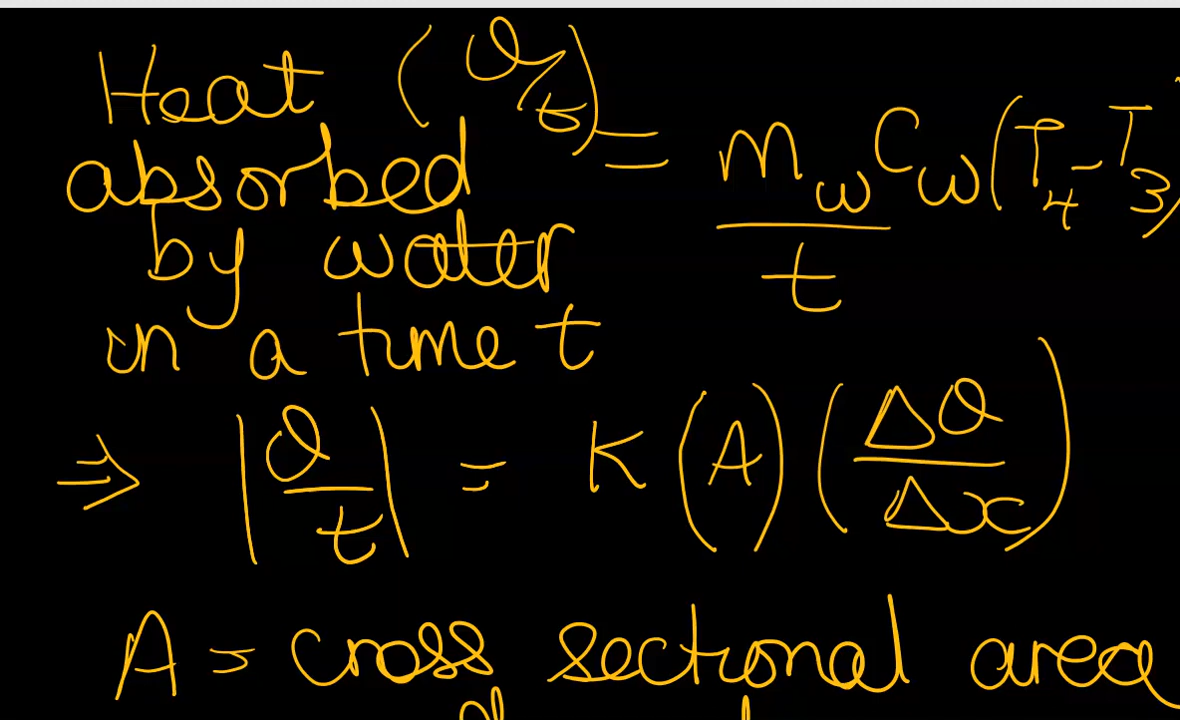 Heat (Q/t) = m_w C_w (T_4 - T_3)
absorbed
by water
t
in a time t
⇒ |Q/t| = K (A) (ΔQ/Δx)
A = cross sectional area